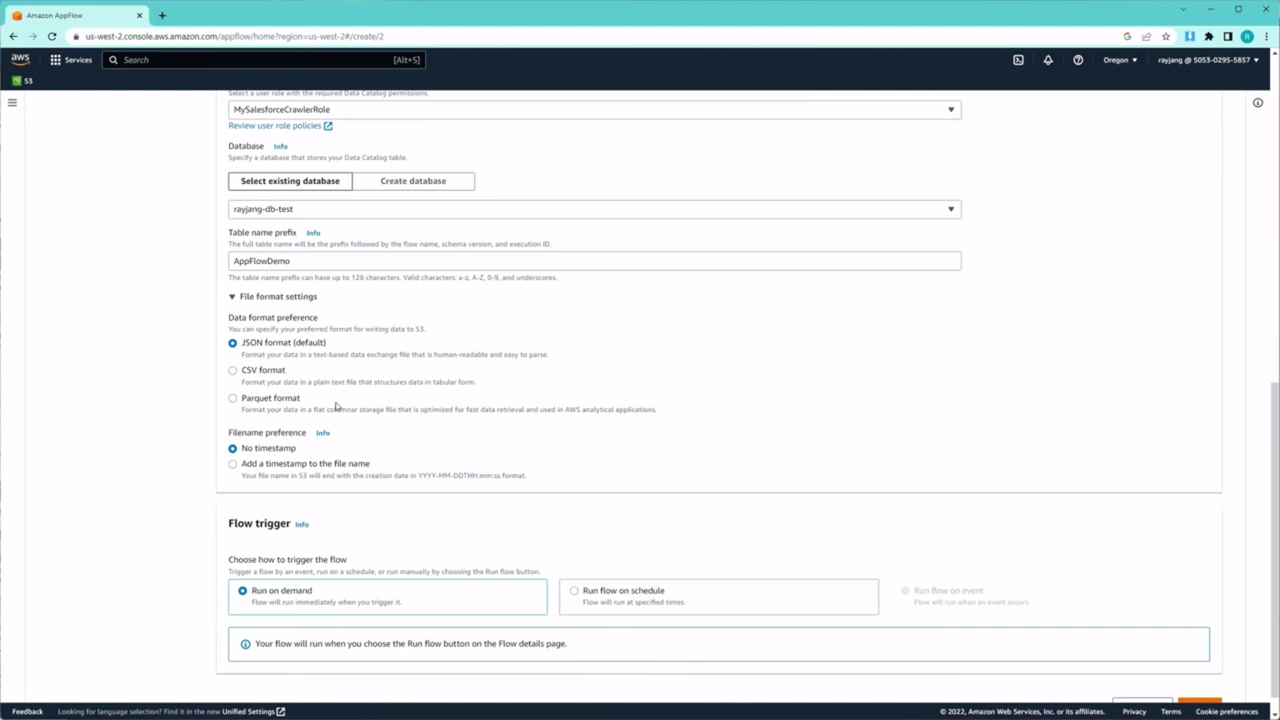 Amazon AppFlow
us-west-2.console.aws.amazon.com/appflow/home?region=us-west-2#/create/2
aws Services Search [Alt+S] Oregon rayjang @ 5053-0295-5857
S3
Select a user role with the required Data Catalog permissions.
MySalesforceCrawlerRole
Review user role policies
Database Info
Specify a database that stores your Data Catalog table.
Select existing database Create database
rayjang-db-test
Table name prefix Info
The full table name will be the prefix followed by the flow name, schema version, and execution ID.
AppFlowDemo
The table name prefix can have up to 128 characters. Valid characters: a-z, A-Z, 0-9, and underscores.
File format settings
Data format preference
You can specify your preferred format for writing data to S3.
JSON format (default)
Format your data in a text-based data exchange file that is human-readable and easy to parse.
CSV format
Format your data in a plain text file that structures data in tabular form.
Parquet format
Format your data in a flat columnar storage file that is optimized for fast data retrieval and used in AWS analytical applications.
Filename preference Info
No timestamp
Add a timestamp to the file name
Your file name in S3 will end with the creation date in YYYY-MM-DDTHH:mm:ss format.
Flow trigger Info
Choose how to trigger the flow
Trigger a flow by an event, run on a schedule, or run manually by choosing the Run flow button.
Run on demand Run flow on schedule Run flow on event
Flow will run immediately when you trigger it. Flow will run at specified times. Flow will run when an event occurs.
Your flow will run when you choose the Run flow button on the Flow details page.
Feedback Looking for language selection? Find it in the new Unified Settings © 2022, Amazon Web Services, Inc. or its affiliates. Privacy Terms Cookie preferences